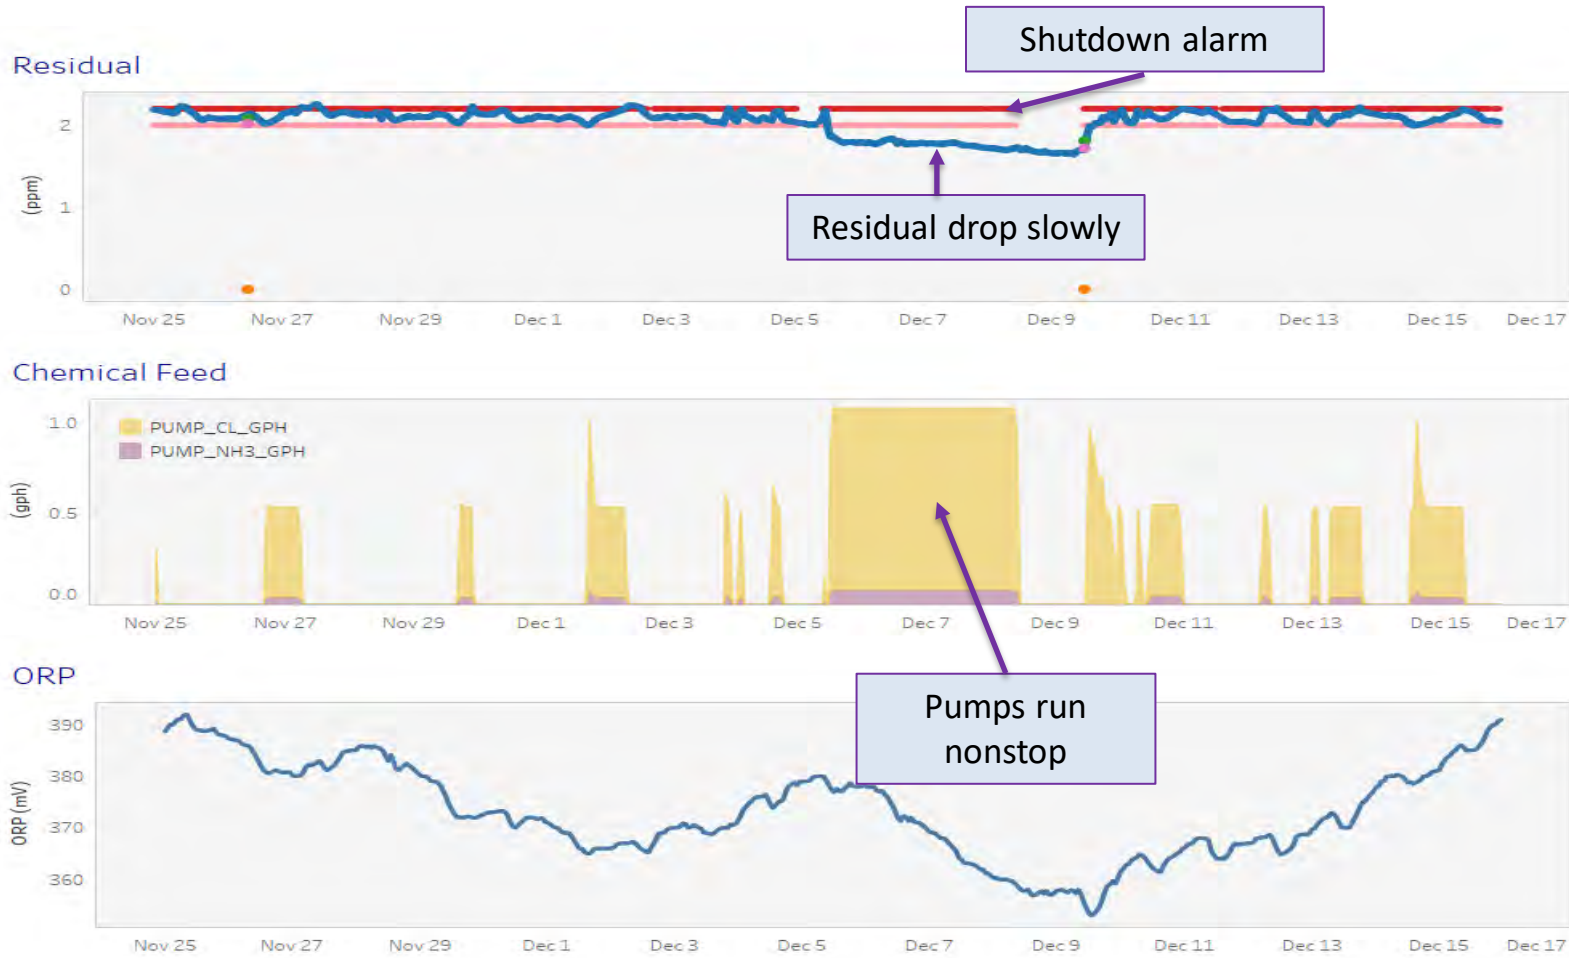 Shutdown alarm
Residual
2
1
0
(ppm)
Residual drop slowly
Nov 25 Nov 27 Nov 29 Dec 1 Dec 3 Dec 5 Dec 7 Dec 9 Dec 11 Dec 13 Dec 15 Dec 17
Chemical Feed
1.0
0.5
0.0
(gph)
PUMP_CL_GPH
PUMP_NH3_GPH
Nov 25 Nov 27 Nov 29 Dec 1 Dec 3 Dec 5 Dec 7 Dec 9 Dec 11 Dec 13 Dec 15 Dec 17
Pumps run
nonstop
ORP
390
380
370
360
ORP (mV)
Nov 25 Nov 27 Nov 29 Dec 1 Dec 3 Dec 5 Dec 7 Dec 9 Dec 11 Dec 13 Dec 15 Dec 17